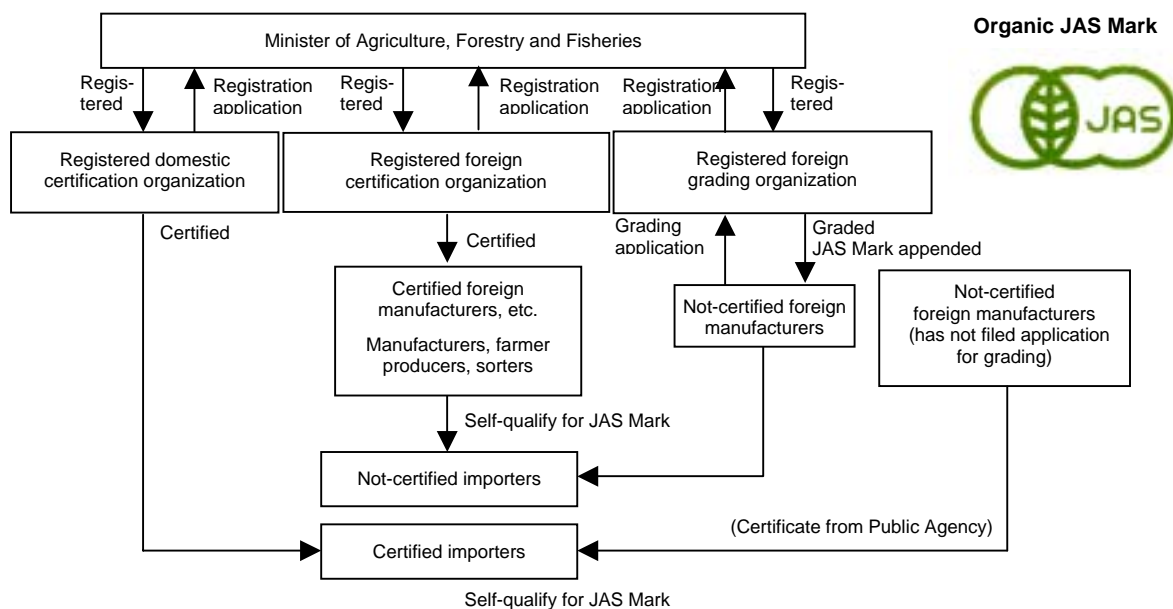 Organic JAS Mark
Minister of Agriculture, Forestry and Fisheries
JAS
Regis-
tered
Registration
application
Regis-
tered
Registration
application
Registration
application
Regis-
tered
Registered domestic
certification organization
Registered foreign
certification organization
Registered foreign
grading organization
Certified
Certified
Grading
application
Graded
JAS Mark appended
Certified foreign
manufacturers, etc.
Manufacturers, farmer
producers, sorters
Not-certified foreign
manufacturers
Not-certified
foreign manufacturers
(has not filed application
for grading)
Self-qualify for JAS Mark
Not-certified importers
(Certificate from Public Agency)
Certified importers
Self-qualify for JAS Mark